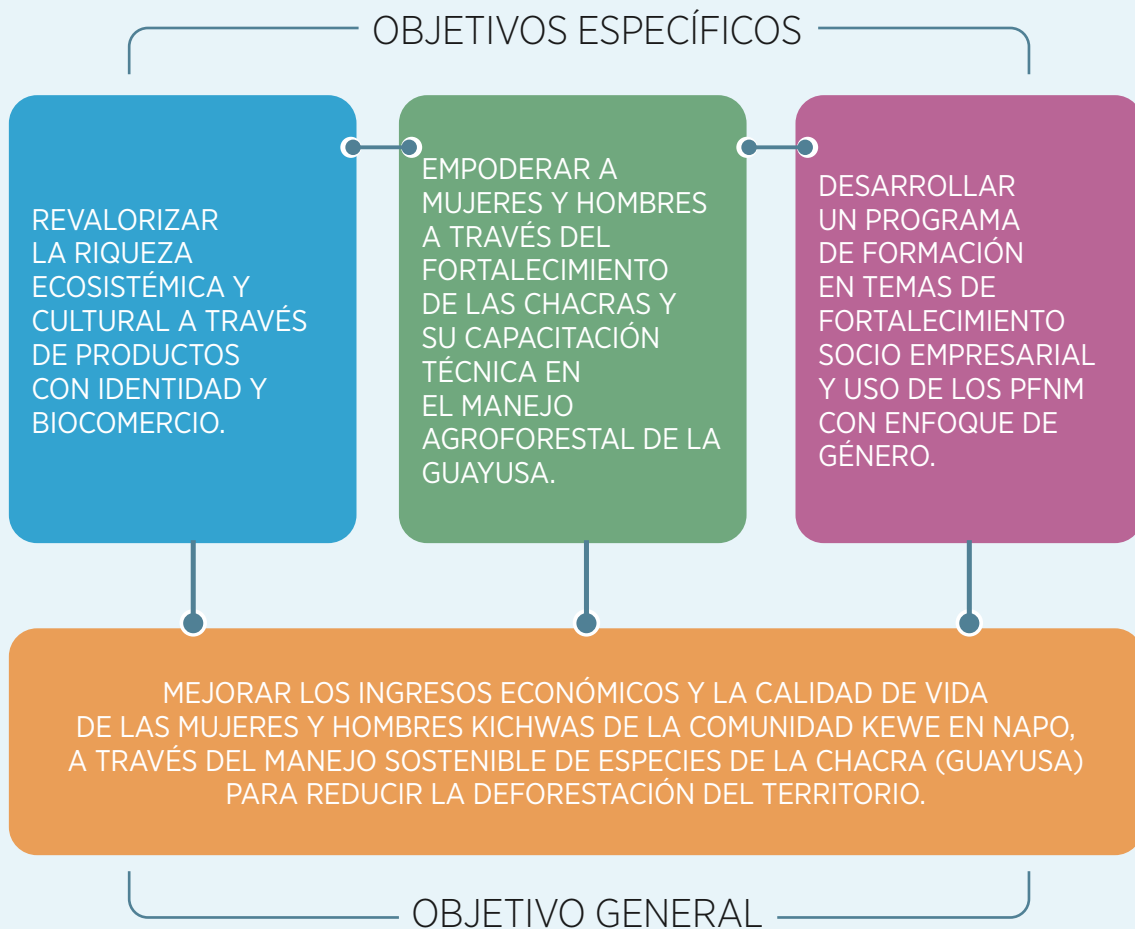 OBJETIVOS ESPECÍFICOS
REVALORIZAR
LA RIQUEZA
ECOSISTÉMICA Y
CULTURAL A TRAVÉS
DE PRODUCTOS
CON IDENTIDAD Y
BIOCOMERCIO.
EMPODERAR A
MUJERES Y HOMBRES
A TRAVÉS DEL
FORTALECIMIENTO
DE LAS CHACRAS Y
SU CAPACITACIÓN
TÉCNICA EN
EL MANEJO
AGROFORESTAL DE LA
GUAYUSA.
DESARROLLAR
UN PROGRAMA
DE FORMACIÓN
EN TEMAS DE
FORTALECIMIENTO
SOCIO EMPRESARIAL
Y USO DE LOS PFNM
CON ENFOQUE DE
GÉNERO.
MEJORAR LOS INGRESOS ECONÓMICOS Y LA CALIDAD DE VIDA
DE LAS MUJERES Y HOMBRES KICHWAS DE LA COMUNIDAD KEWE EN NAPO,
A TRAVÉS DEL MANEJO SOSTENIBLE DE ESPECIES DE LA CHACRA (GUAYUSA)
PARA REDUCIR LA DEFORESTACIÓN DEL TERRITORIO.
OBJETIVO GENERAL